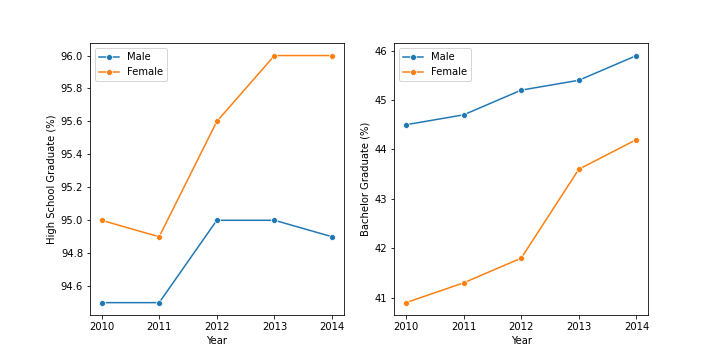 Male
Female
High School Graduate (%)
96.0
95.8
95.6
95.4
95.2
95.0
94.8
94.6
2010 2011 2012 2013 2014
Year
Male
Female
Bachelor Graduate (%)
46
45
44
43
42
41
2010 2011 2012 2013 2014
Year